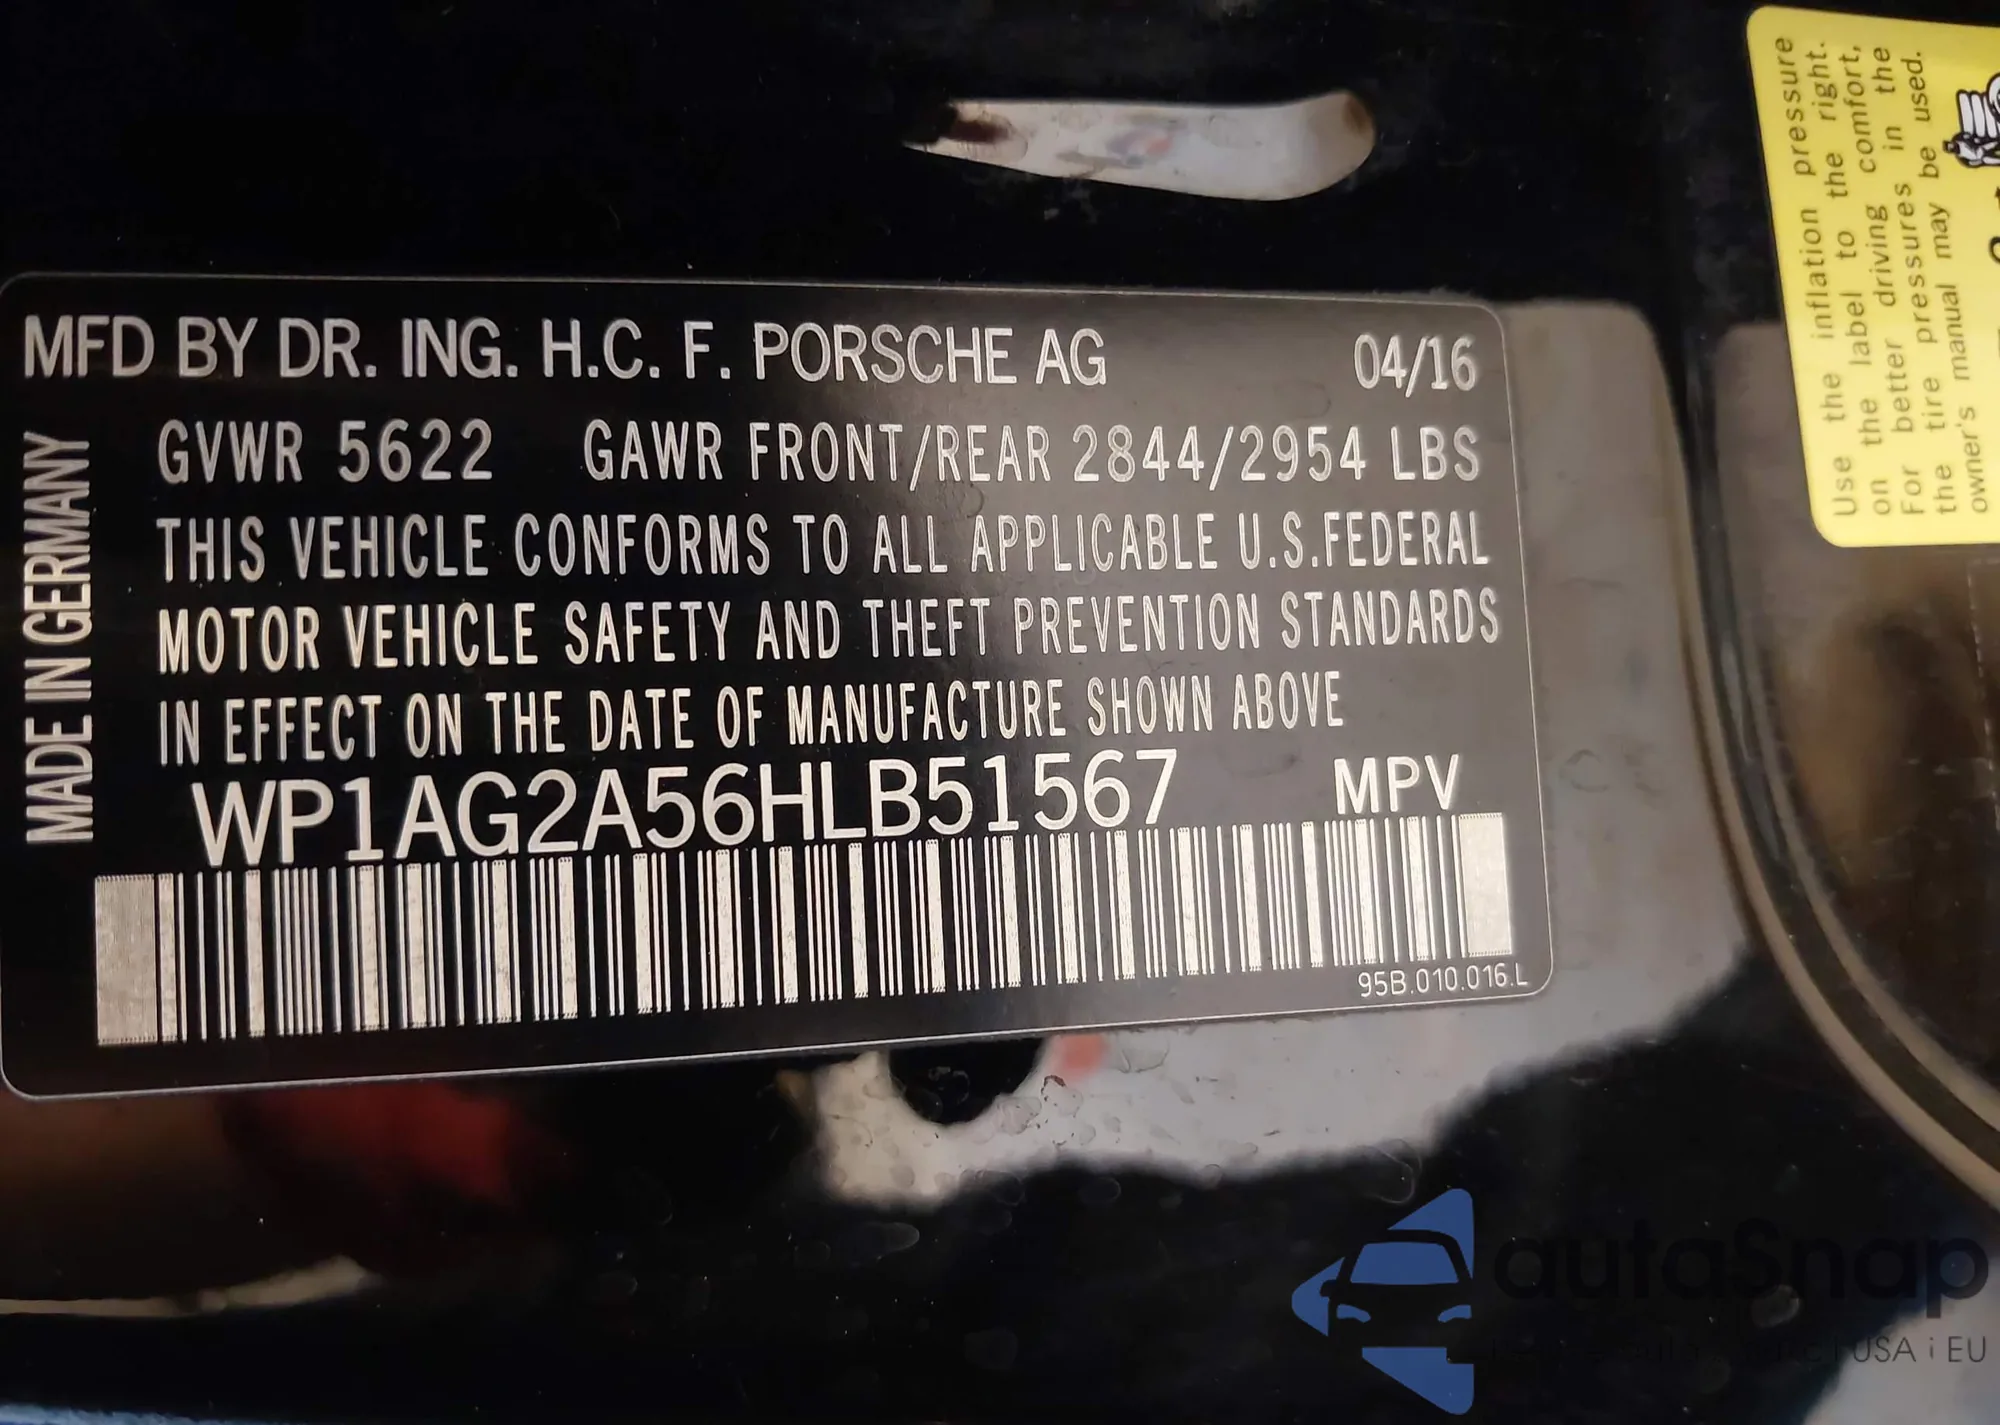 MFD BY DR. ING. H.C. F. PORSCHE AG 04/16
GVWR 5622 GAWR FRONT/REAR 2844/2954 LBS
THIS VEHICLE CONFORMS TO ALL APPLICABLE U.S.FEDERAL
MOTOR VEHICLE SAFETY AND THEFT PREVENTION STANDARDS
IN EFFECT ON THE DATE OF MANUFACTURE SHOWN ABOVE
WP1AG2A56HLB51567 MPV
95B.010.016.L
MADE IN GERMANY
Use the inflation pressure
on the label to the right.
For better driving comfort,
the tire pressures in the
owner's manual may be used.
autoSnap
USA i EU